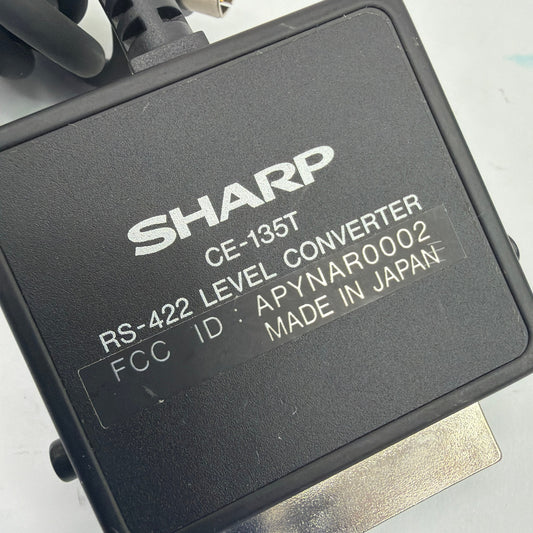 SHARP
CE-135T
RS-422 LEVEL CONVERTER
FCC ID : APYNAR0002
MADE IN JAPAN